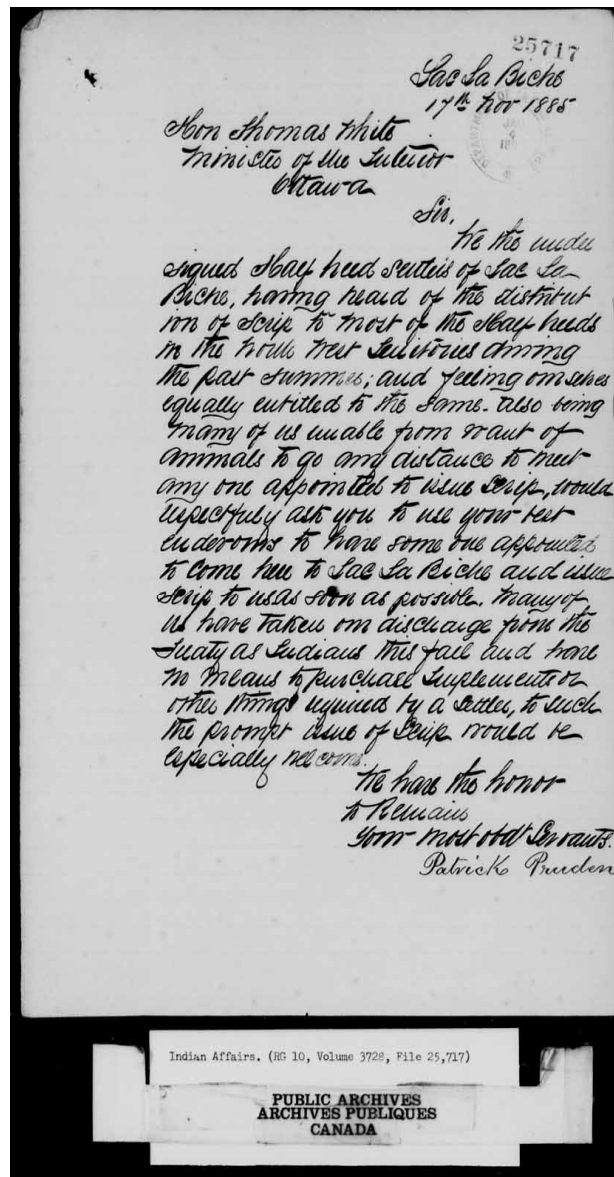 25717
Lac La Biche
17th Nov 1885
Hon Thomas White
Minister of the Interior
Ottawa
Sir,
We the under
signed Half breed settlers of Lac La
Biche, having heard of the distribut
ion of Scrip to most of the Half breeds
in the North West Territories during
the past summer; and feeling ourselves
equally entitled to the same. Also being
many of us unable from want of
animals to go any distance to meet
any one appointed to issue Scrip, would
respectfuly ask you to use your best
endevours to have some one appointed
to come here to Lac La Biche and issue
Scrip to us as soon as possible. Many of
us have taken our discharge from the
Treaty as Indians this fall and have
no means to purchase Implements or
other things required by a Settler, to such
the prompt issue of Scrip would be
especially welcome.
We have the honor
to Remain
Your most obdt Servants.
Patrick Pruden
Indian Affairs. (RG 10, Volume 3728, File 25,717)
PUBLIC ARCHIVES
ARCHIVES PUBLIQUES
CANADA